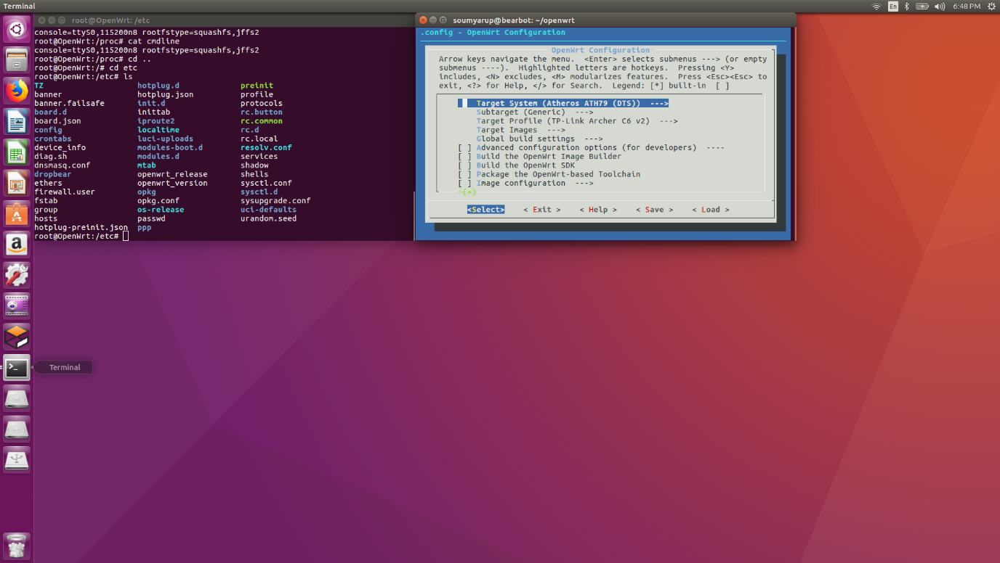 Terminal
En
6:48 PM
root@OpenWrt: /etc
console=ttyS0,115200n8 rootfstype=squashfs,jffs2
root@OpenWrt:/proc# cat cmdline
console=ttyS0,115200n8 rootfstype=squashfs,jffs2
root@OpenWrt:/proc# cd ..
root@OpenWrt:/# cd etc
root@OpenWrt:/etc# ls
TZ hotplug.d preinit
banner hotplug.json profile
banner.failsafe init.d protocols
board.d inittab rc.button
board.json iproute2 rc.common
config localtime rc.d
crontabs luci-uploads rc.local
device_info modules-boot.d resolv.conf
diag.sh modules.d services
dnsmasq.conf mtab shadow
dropbear openwrt_release shells
ethers openwrt_version sysctl.conf
firewall.user opkg sysctl.d
fstab opkg.conf sysupgrade.conf
group os-release uci-defaults
hosts passwd urandom.seed
hotplug-preinit.json ppp
root@OpenWrt:/etc#
soumyarup@bearbot: ~/openwrt
.config - OpenWrt Configuration
OpenWrt Configuration
Arrow keys navigate the menu. <Enter> selects submenus ---> (or empty
submenus ----). Highlighted letters are hotkeys. Pressing <Y>
includes, <N> excludes, <M> modularizes features. Press <Esc><Esc> to
exit, <?> for Help, </> for Search. Legend: [*] built-in [ ]
Target System (Atheros ATH79 (DTS)) --->
Subtarget (Generic) --->
Target Profile (TP-Link Archer C6 v2) --->
Target Images --->
Global build settings --->
[ ] Advanced configuration options (for developers) ----
[ ] Build the OpenWrt Image Builder
[ ] Build the OpenWrt SDK
[ ] Package the OpenWrt-based Toolchain
[ ] Image configuration --->
(+)
<Select> < Exit > < Help > < Save > < Load >
Terminal